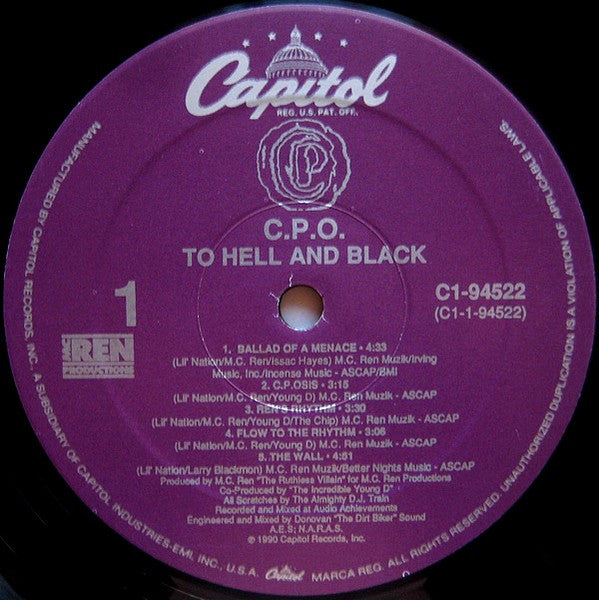 Capitol
REG. U.S. PAT. OFF.
CPO
C.P.O.
TO HELL AND BLACK
1
C1-94522
(C1-1-94522)
M.C. REN
PRODUCTIONS
1. BALLAD OF A MENACE • 4:33
(Lil' Nation/M.C. Ren/Issac Hayes) M.C. Ren Muzik/Irving
Music, Inc./Incense Music - ASCAP/BMI
2. C.P.OSIS • 3:15
(Lil' Nation/M.C. Ren/Young D) M.C. Ren Muzik - ASCAP
3. REN'S RHYTHM • 3:30
(Lil' Nation/M.C. Ren/Young D/The Chip) M.C. Ren Muzik - ASCAP
4. FLOW TO THE RHYTHM • 3:06
(Lil' Nation/M.C. Ren/Young D) M.C. Ren Muzik - ASCAP
5. THE WALL • 4:51
(Lil' Nation/Larry Blackmon) M.C. Ren Muzik/Better Nights Music - ASCAP
Produced by M.C. Ren "The Ruthless Villain" for M.C. Ren Productions
Co-Produced by "The Incredible Young D"
All Scratches by The Almighty D.J. Train
Recorded and Mixed at Audio Achievements
Engineered and Mixed by Donovan "The Dirt Biker" Sound
A.E.S; N.A.R.A.S.
℗ 1990 Capitol Records, Inc.
MANUFACTURED BY CAPITOL RECORDS, INC. A SUBSIDIARY OF CAPITOL INDUSTRIES-EMI, INC., U.S.A. Capitol MARCA REG. ALL RIGHTS RESERVED. UNAUTHORIZED DUPLICATION IS A VIOLATION OF APPLICABLE LAWS.